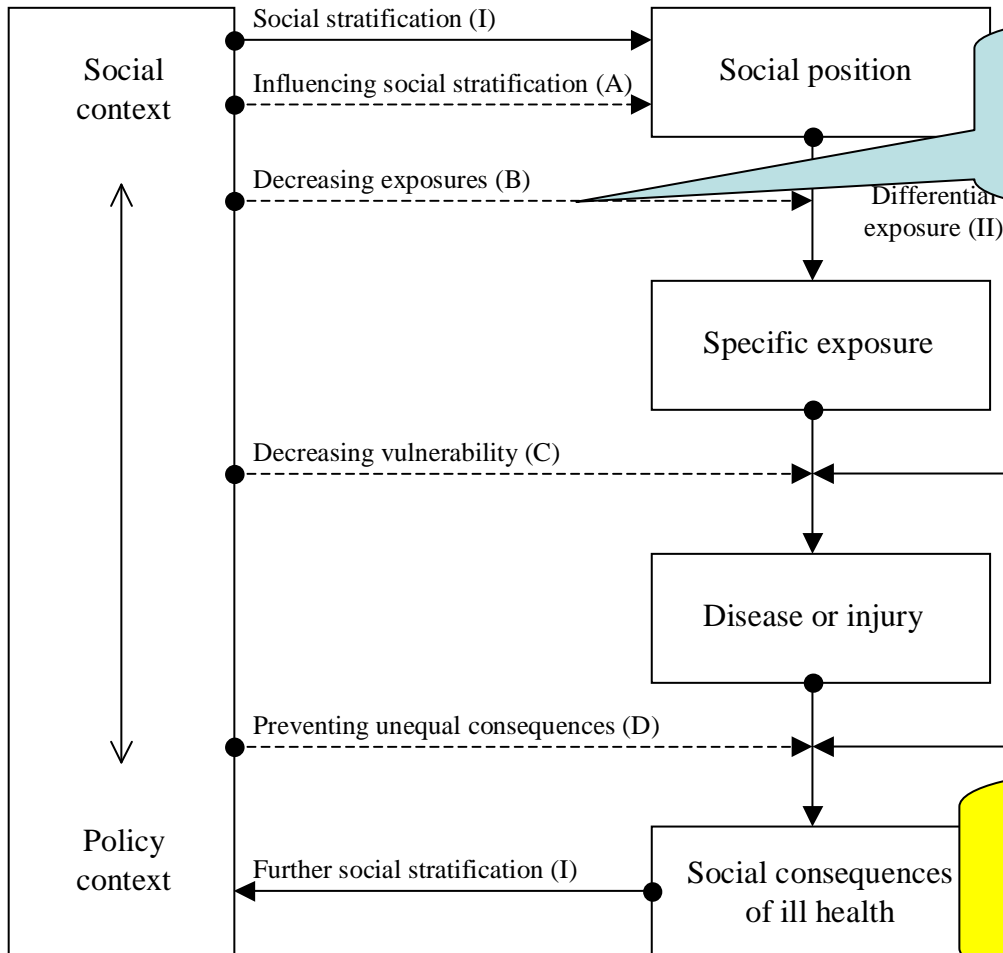 Social stratification (I)
Social
context
Social position
Influencing social stratification (A)
Decreasing exposures (B)
Differential
exposure (II)
Specific exposure
Decreasing vulnerability (C)
Disease or injury
Preventing unequal consequences (D)
Policy
context
Further social stratification (I)
Social consequences
of ill health